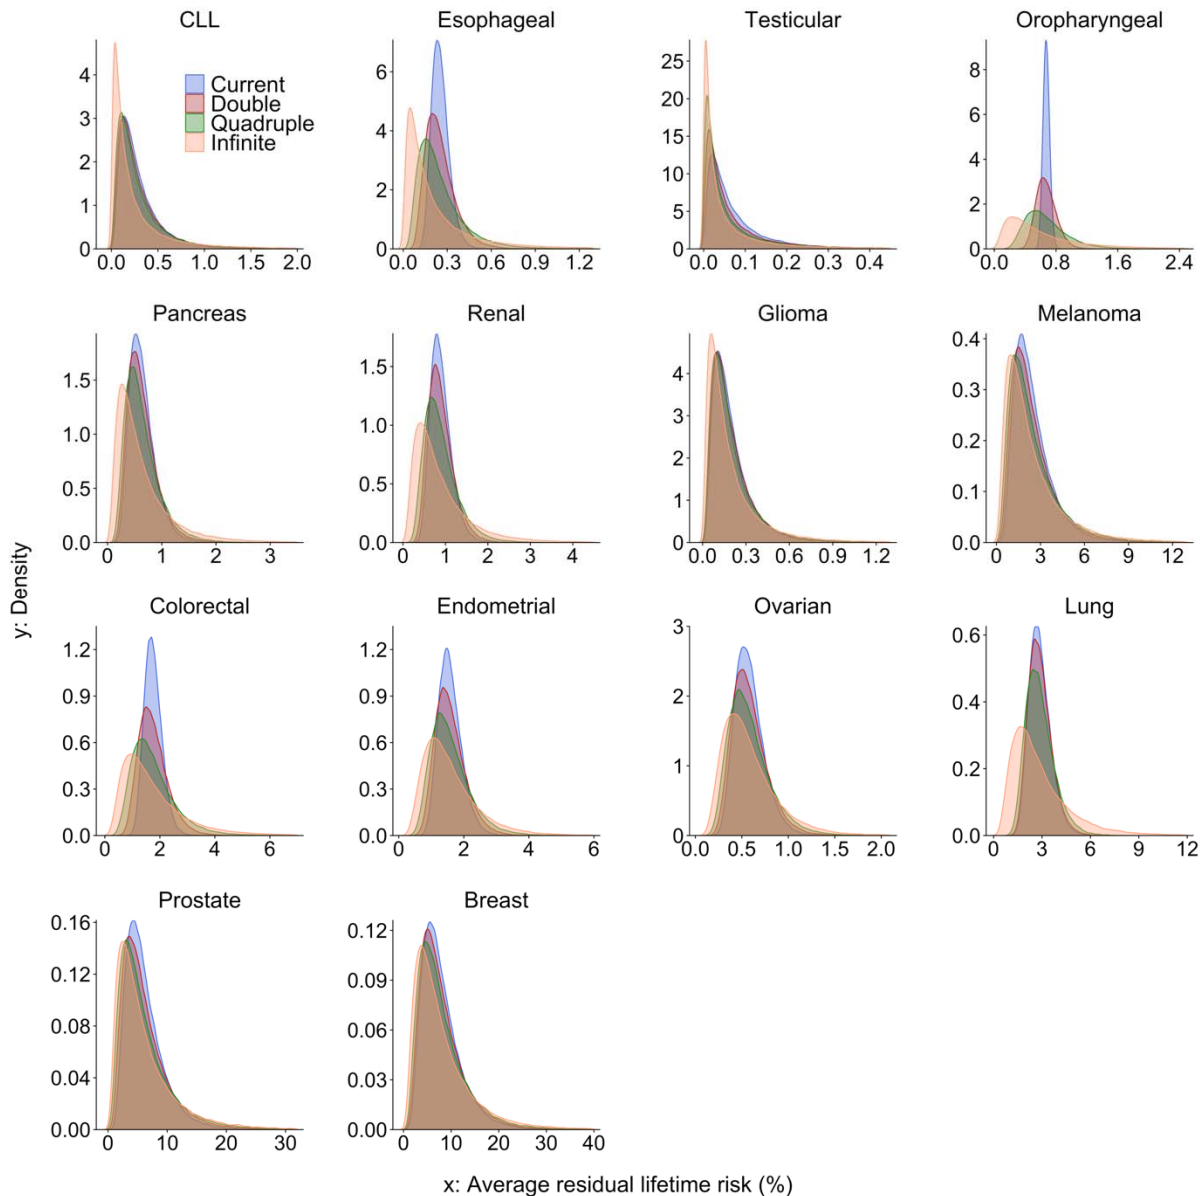 CLL Esophageal Testicular Oropharyngeal
Current
Double
Quadruple
Infinite
4
3
2
1
0
0.0 0.5 1.0 1.5 2.0
6
4
2
0
0.0 0.3 0.6 0.9 1.2
25
20
15
10
5
0
0.0 0.1 0.2 0.3 0.4
8
6
4
2
0
0.0 0.8 1.6 2.4
Pancreas Renal Glioma Melanoma
1.5
1.0
0.5
0.0
0 1 2 3
1.5
1.0
0.5
0.0
0 1 2 3 4
4
3
2
1
0
0.0 0.3 0.6 0.9 1.2
0.4
0.3
0.2
0.1
0.0
0 3 6 9 12
y: Density
Colorectal Endometrial Ovarian Lung
1.2
0.9
0.6
0.3
0.0
0 2 4 6
1.2
0.9
0.6
0.3
0.0
0 2 4 6
3
2
1
0
0.0 0.5 1.0 1.5 2.0
0.6
0.4
0.2
0.0
0 3 6 9 12
Prostate Breast
0.16
0.12
0.08
0.04
0.00
0 10 20 30
0.12
0.09
0.06
0.03
0.00
0 10 20 30 40
x: Average residual lifetime risk (%)